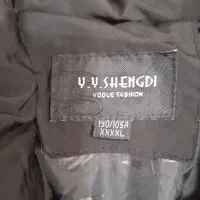 Y.Y.SHENGDI
VOGUE FASHION
190/105A
XXXXL